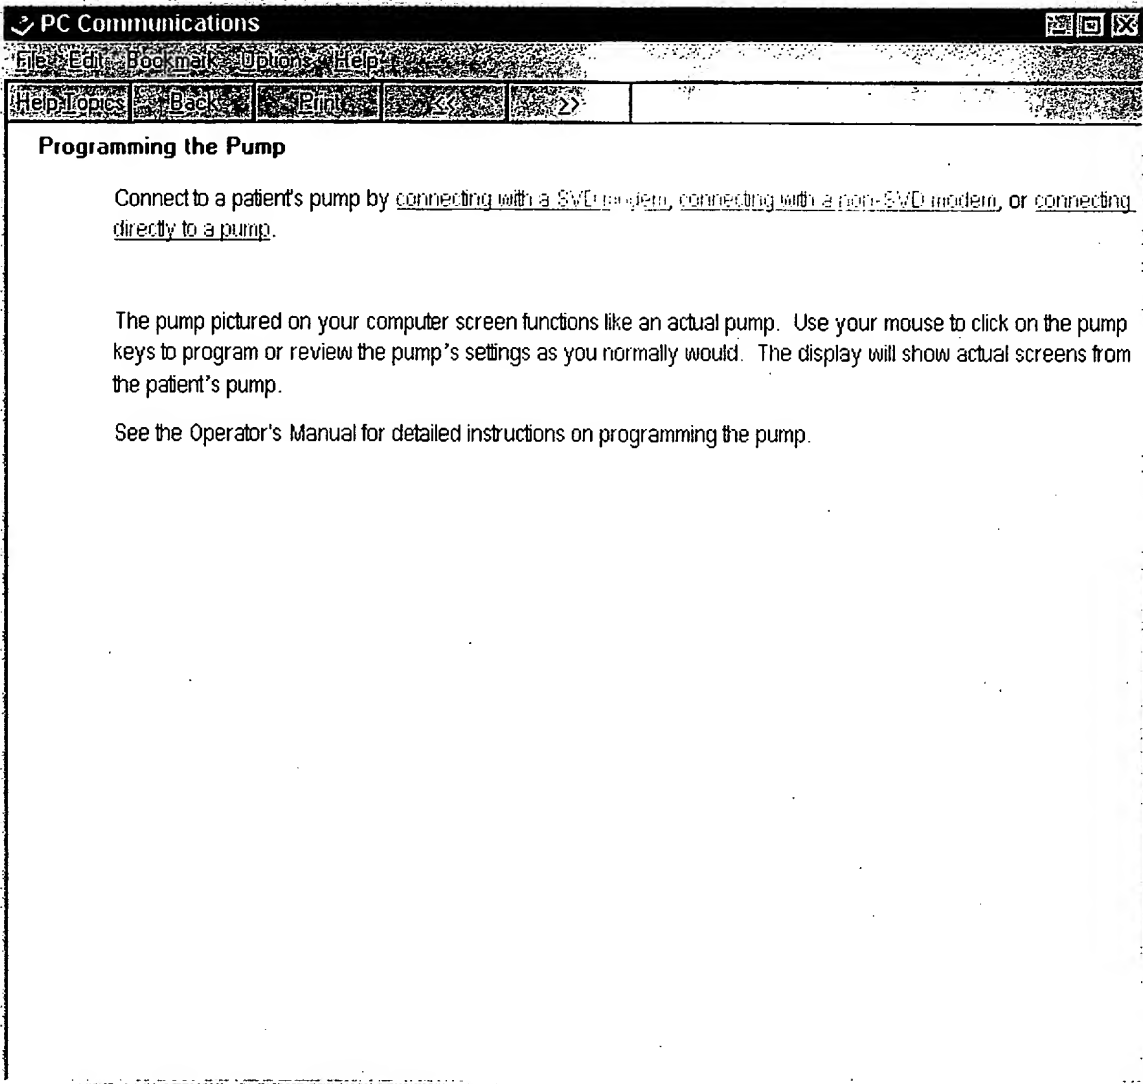 PC Communications
File Edit Bookmark Options Help
Help Topics Back Print << >>
Programming the Pump
Connect to a patient's pump by connecting with a SVD modem, connecting with a non-SVD modem, or connecting
directly to a pump.
The pump pictured on your computer screen functions like an actual pump. Use your mouse to click on the pump
keys to program or review the pump's settings as you normally would. The display will show actual screens from
the patient's pump.
See the Operator's Manual for detailed instructions on programming the pump.